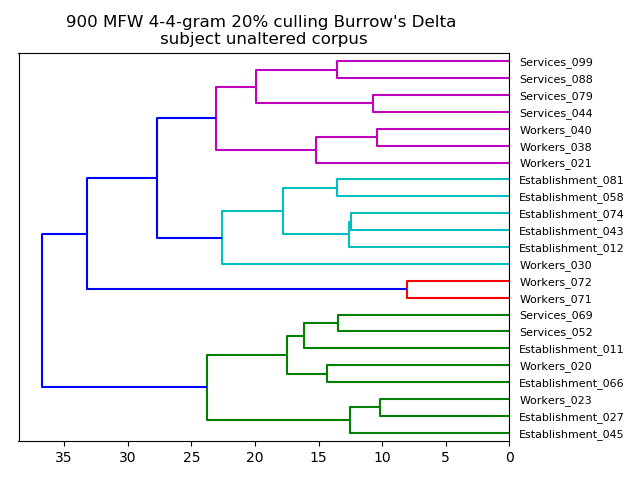 900 MFW 4-4-gram 20% culling Burrow's Delta
subject unaltered corpus
Services_099
Services_088
Services_079
Services_044
Workers_040
Workers_038
Workers_021
Establishment_081
Establishment_058
Establishment_074
Establishment_043
Establishment_012
Workers_030
Workers_072
Workers_071
Services_069
Services_052
Establishment_011
Workers_020
Establishment_066
Workers_023
Establishment_027
Establishment_045
35 30 25 20 15 10 5 0